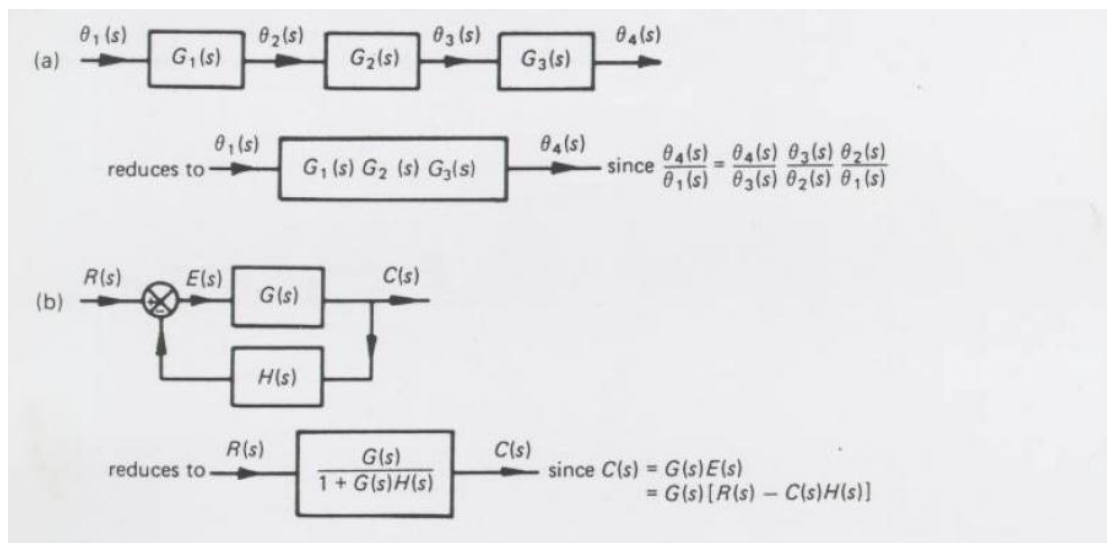 θ₁(s) θ₂(s) θ₃(s) θ₄(s)
(a) G₁(s) G₂(s) G₃(s)
θ₁(s) θ₄(s)
reduces to G₁(s) G₂ (s) G₃(s) since θ₄(s)/θ₁(s) = θ₄(s)/θ₃(s) θ₃(s)/θ₂(s) θ₂(s)/θ₁(s)
R(s) E(s) C(s)
(b) + − G(s)
H(s)
R(s) C(s)
reduces to G(s)/1 + G(s)H(s) since C(s) = G(s)E(s)
= G(s)[R(s) − C(s)H(s)]